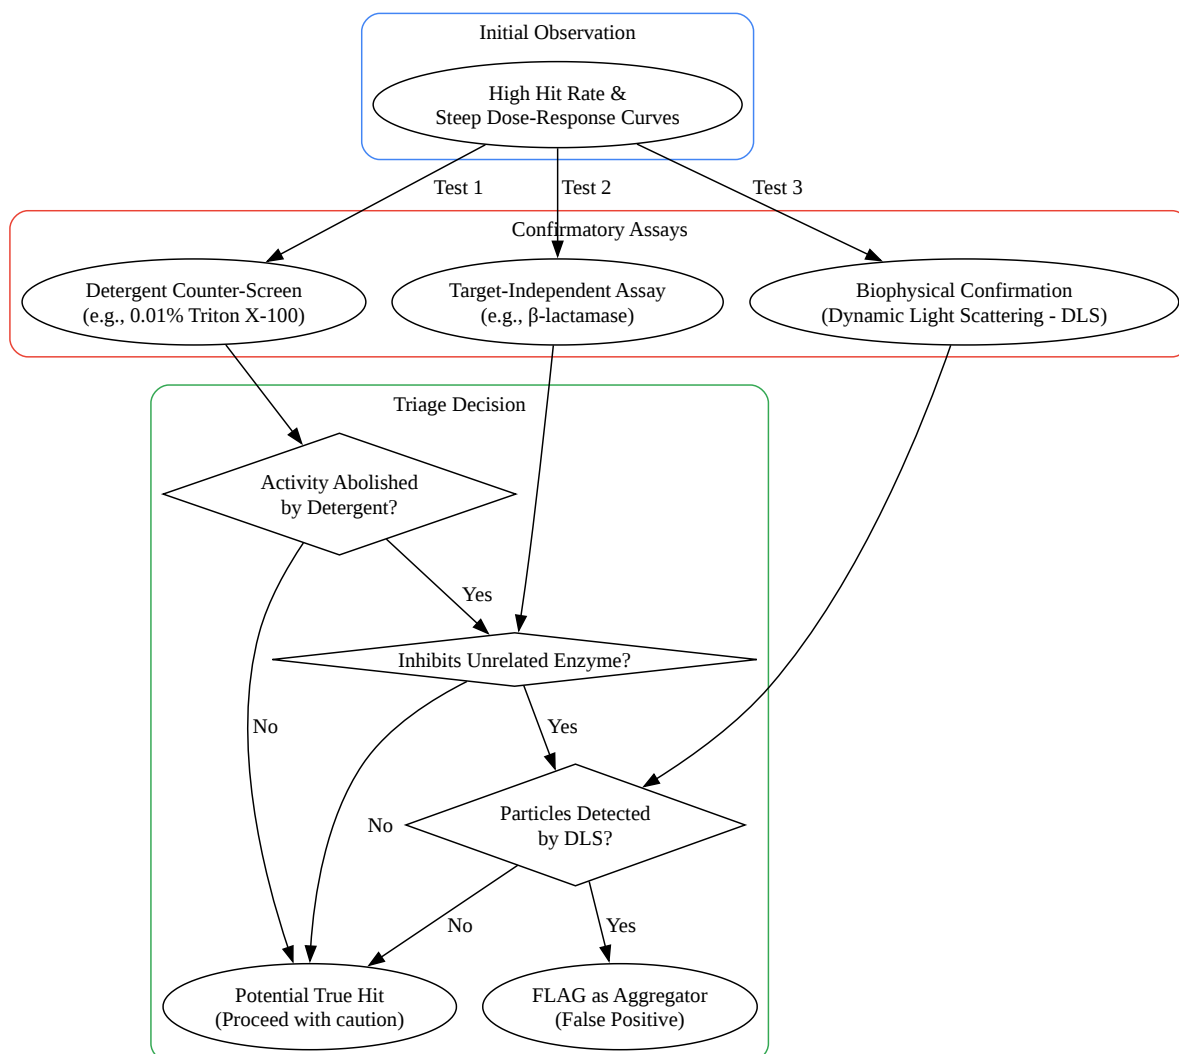 Initial Observation
High Hit Rate &
Steep Dose-Response Curves
Test 1
Test 2
Test 3
Confirmatory Assays
Detergent Counter-Screen
(e.g., 0.01% Triton X-100)
Target-Independent Assay
(e.g., β-lactamase)
Biophysical Confirmation
(Dynamic Light Scattering - DLS)
Triage Decision
Activity Abolished
by Detergent?
Yes
Inhibits Unrelated Enzyme?
No
Yes
Particles Detected
by DLS?
No
No
Yes
Potential True Hit
(Proceed with caution)
FLAG as Aggregator
(False Positive)